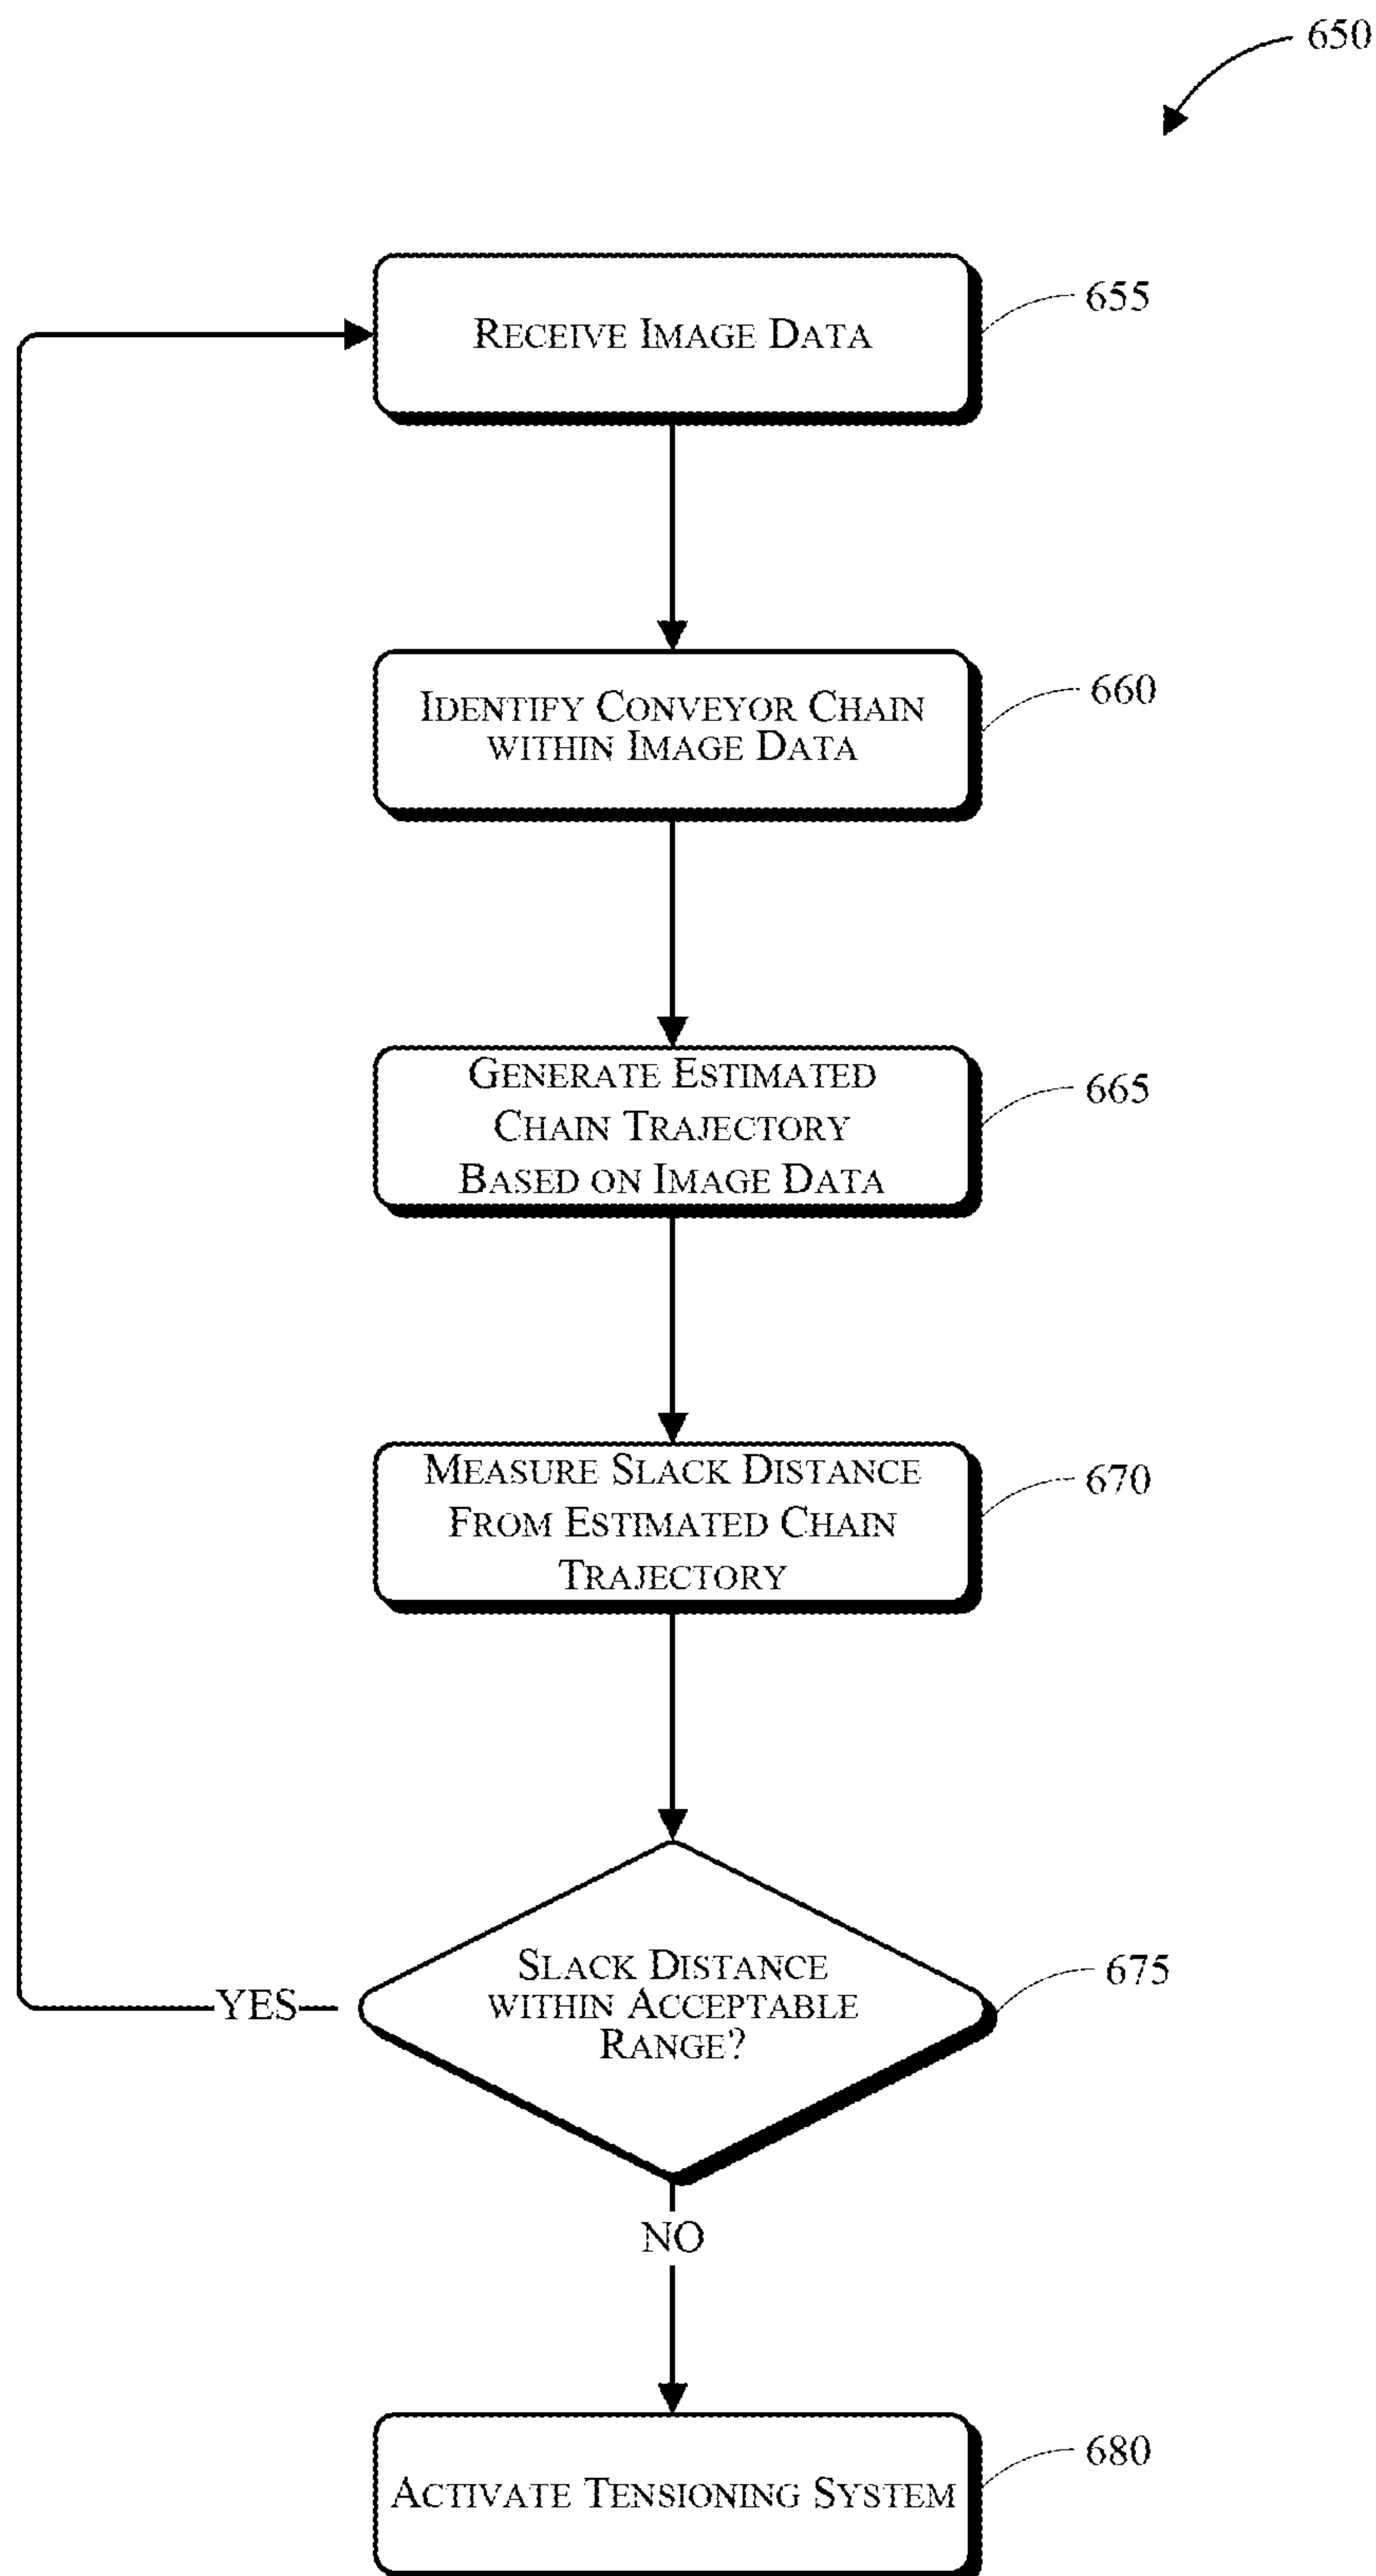 650
RECEIVE IMAGE DATA
655
IDENTIFY CONVEYOR CHAIN
WITHIN IMAGE DATA
660
GENERATE ESTIMATED
CHAIN TRAJECTORY
BASED ON IMAGE DATA
665
MEASURE SLACK DISTANCE
FROM ESTIMATED CHAIN
TRAJECTORY
670
SLACK DISTANCE
WITHIN ACCEPTABLE
RANGE?
675
YES
NO
ACTIVATE TENSIONING SYSTEM
680